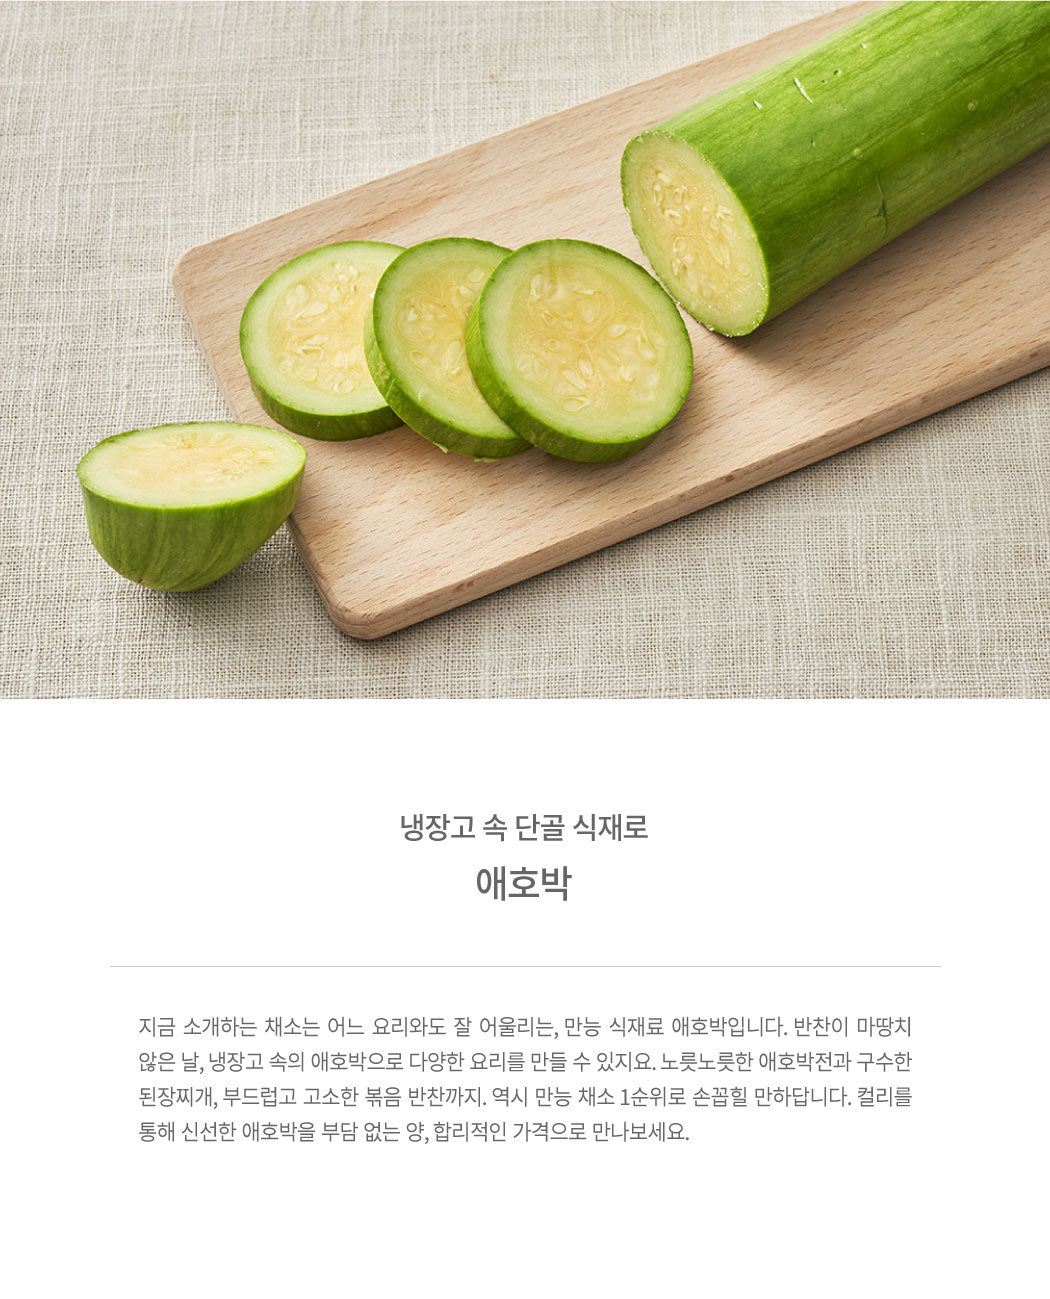 냉장고 속 단골 식재로
애호박
지금 소개하는 채소는 어느 요리와도 잘 어울리는, 만능 식재료 애호박입니다. 반찬이 마땅치
않은 날, 냉장고 속의 애호박으로 다양한 요리를 만들 수 있지요. 노릇노릇한 애호박전과 구수한
된장찌개, 부드럽고 고소한 볶음 반찬까지. 역시 만능 채소 1순위로 손꼽힐 만하답니다. 컬리를
통해 신선한 애호박을 부담 없는 양, 합리적인 가격으로 만나보세요.